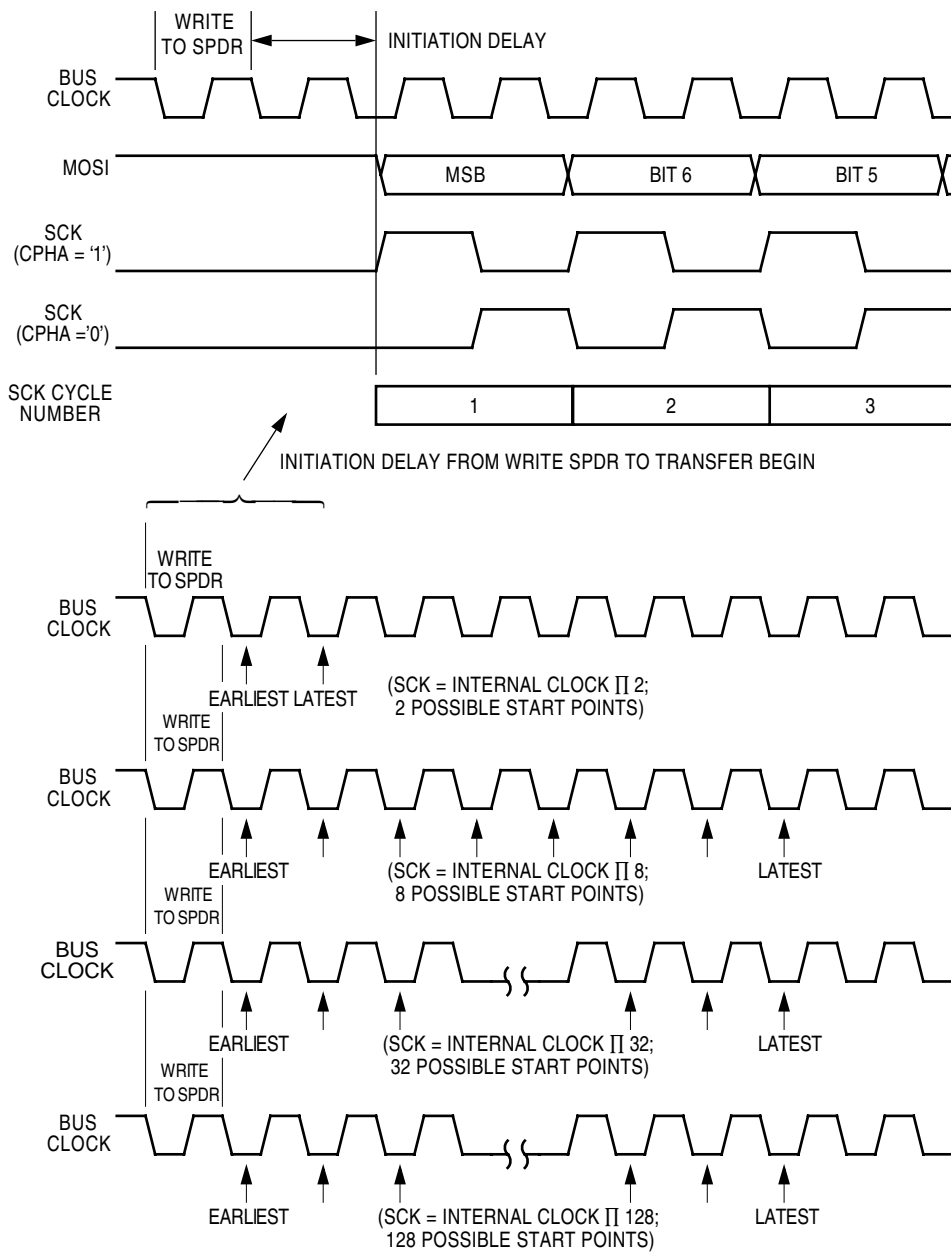 WRITE
TO SPDR
INITIATION DELAY
BUS
CLOCK
MOSI
MSB
BIT 6
BIT 5
SCK
(CPHA = ‘1’)
SCK
(CPHA =’0’)
SCK CYCLE
NUMBER
1
2
3
INITIATION DELAY FROM WRITE SPDR TO TRANSFER BEGIN
WRITE
TO SPDR
BUS
CLOCK
EARLIEST
LATEST
(SCK = INTERNAL CLOCK ∏ 2;
2 POSSIBLE START POINTS)
WRITE
TO SPDR
BUS
CLOCK
EARLIEST
(SCK = INTERNAL CLOCK ∏ 8;
8 POSSIBLE START POINTS)
LATEST
WRITE
TO SPDR
BUS
CLOCK
EARLIEST
(SCK = INTERNAL CLOCK ∏ 32;
32 POSSIBLE START POINTS)
LATEST
WRITE
TO SPDR
BUS
CLOCK
EARLIEST
(SCK = INTERNAL CLOCK ∏ 128;
128 POSSIBLE START POINTS)
LATEST